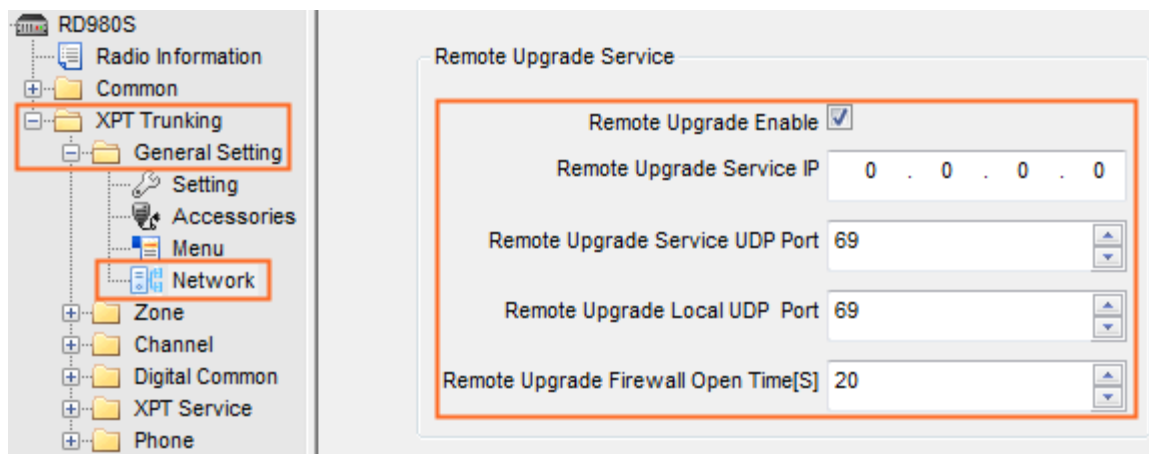 RD980S
Radio Information
Common
XPT Trunking
General Setting
Setting
Accessories
Menu
Network
Zone
Channel
Digital Common
XPT Service
Phone
Remote Upgrade Service
Remote Upgrade Enable
Remote Upgrade Service IP 0 . 0 . 0 . 0
Remote Upgrade Service UDP Port 69
Remote Upgrade Local UDP Port 69
Remote Upgrade Firewall Open Time[S] 20